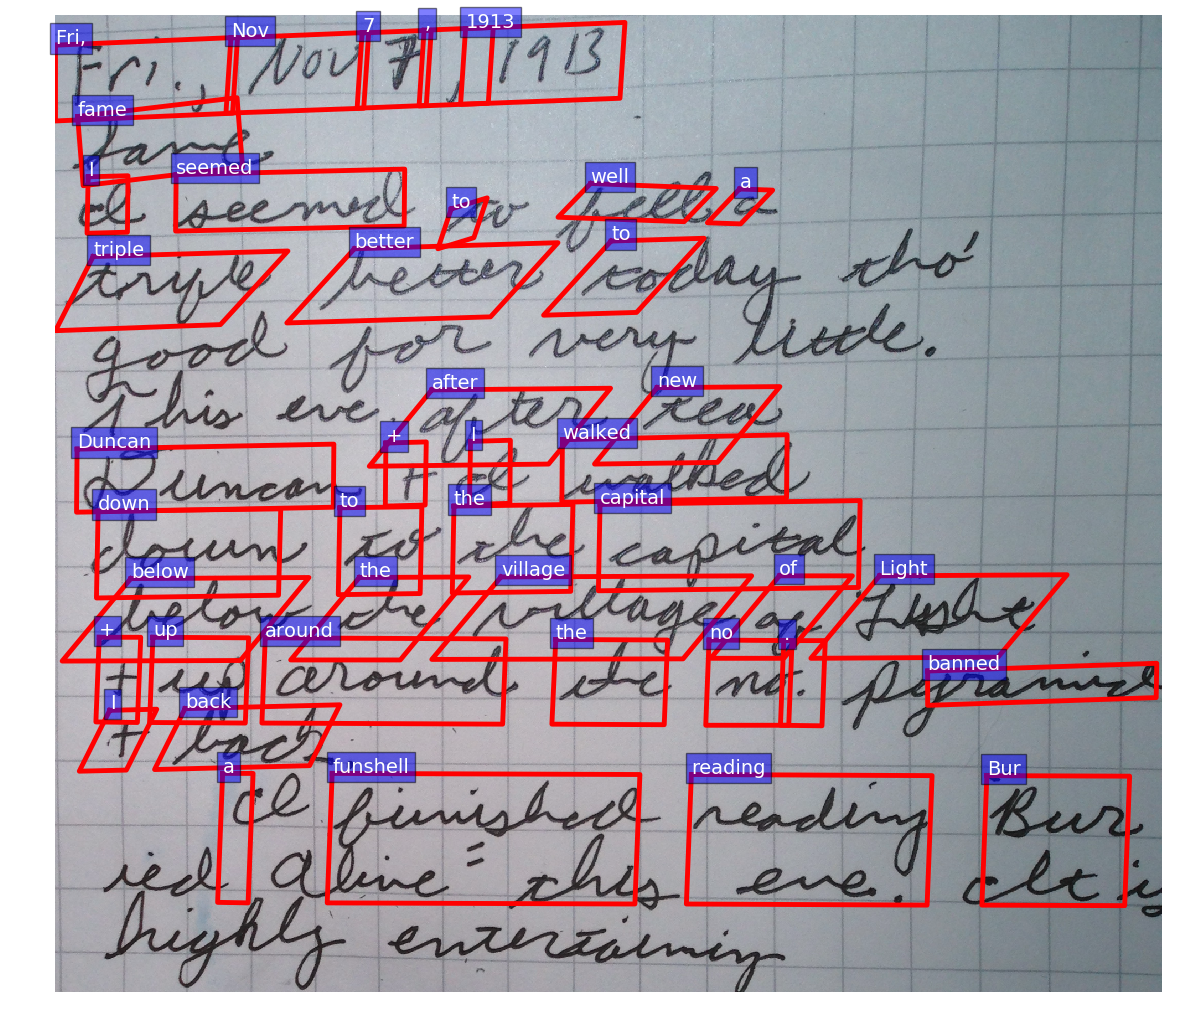 Fri, Nov 7 , 1913
Fri., Nov 7, 1913
fame
I seemed to well a
I seemed to fell a
triple better to
triple better today tho'
good for very little.
after new
This eve. after tea
Duncan + I walked
Duncan + I walked
down to the capital
down to the capital
below the village of Light
below the village Light
+ up around the no . banned
+ up around the no. pyramid
I back
+ back
a funshell reading Bur
I finished reading "Bur
ied Alive" this eve. It is
highly entertaining